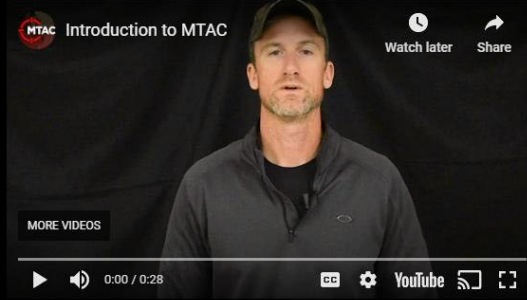 MTAC
Introduction to MTAC
Watch later
Share
MORE VIDEOS
0:00 / 0:28
CC
YouTube